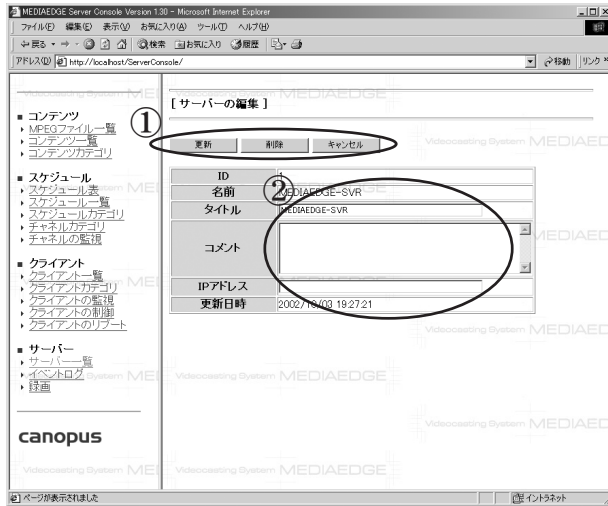 MEDIAEDGE Server Console Version 1.30 - Microsoft Internet Explorer
ファイル(F) 編集(E) 表示(V) お気に入り(A) ツール(T) ヘルプ(H)
戻る 検索 お気に入り 履歴
アドレス(D) http://localhost/ServerConsole/ 移動 リンク
コンテンツ
MPEGファイル一覧
コンテンツ一覧
コンテンツカテゴリ
スケジュール
スケジュール表
スケジュール一覧
スケジュールカテゴリ
チャネルカテゴリ
チャネルの監視
クライアント
クライアント一覧
クライアントカテゴリ
クライアントの監視
クライアントの制御
クライアントのリブート
サーバー
サーバー一覧
イベントログ
録画
canopus
[ サーバーの編集 ]
①
更新 削除 キャンセル
②
ID 1
名前 MEDIAEDGE-SVR
タイトル MEDIAEDGE-SVR
コメント
IPアドレス
更新日時 2002/10/03 19:27:21
Videocasting System MEDIAEDGE
ページが表示されました
イントラネット